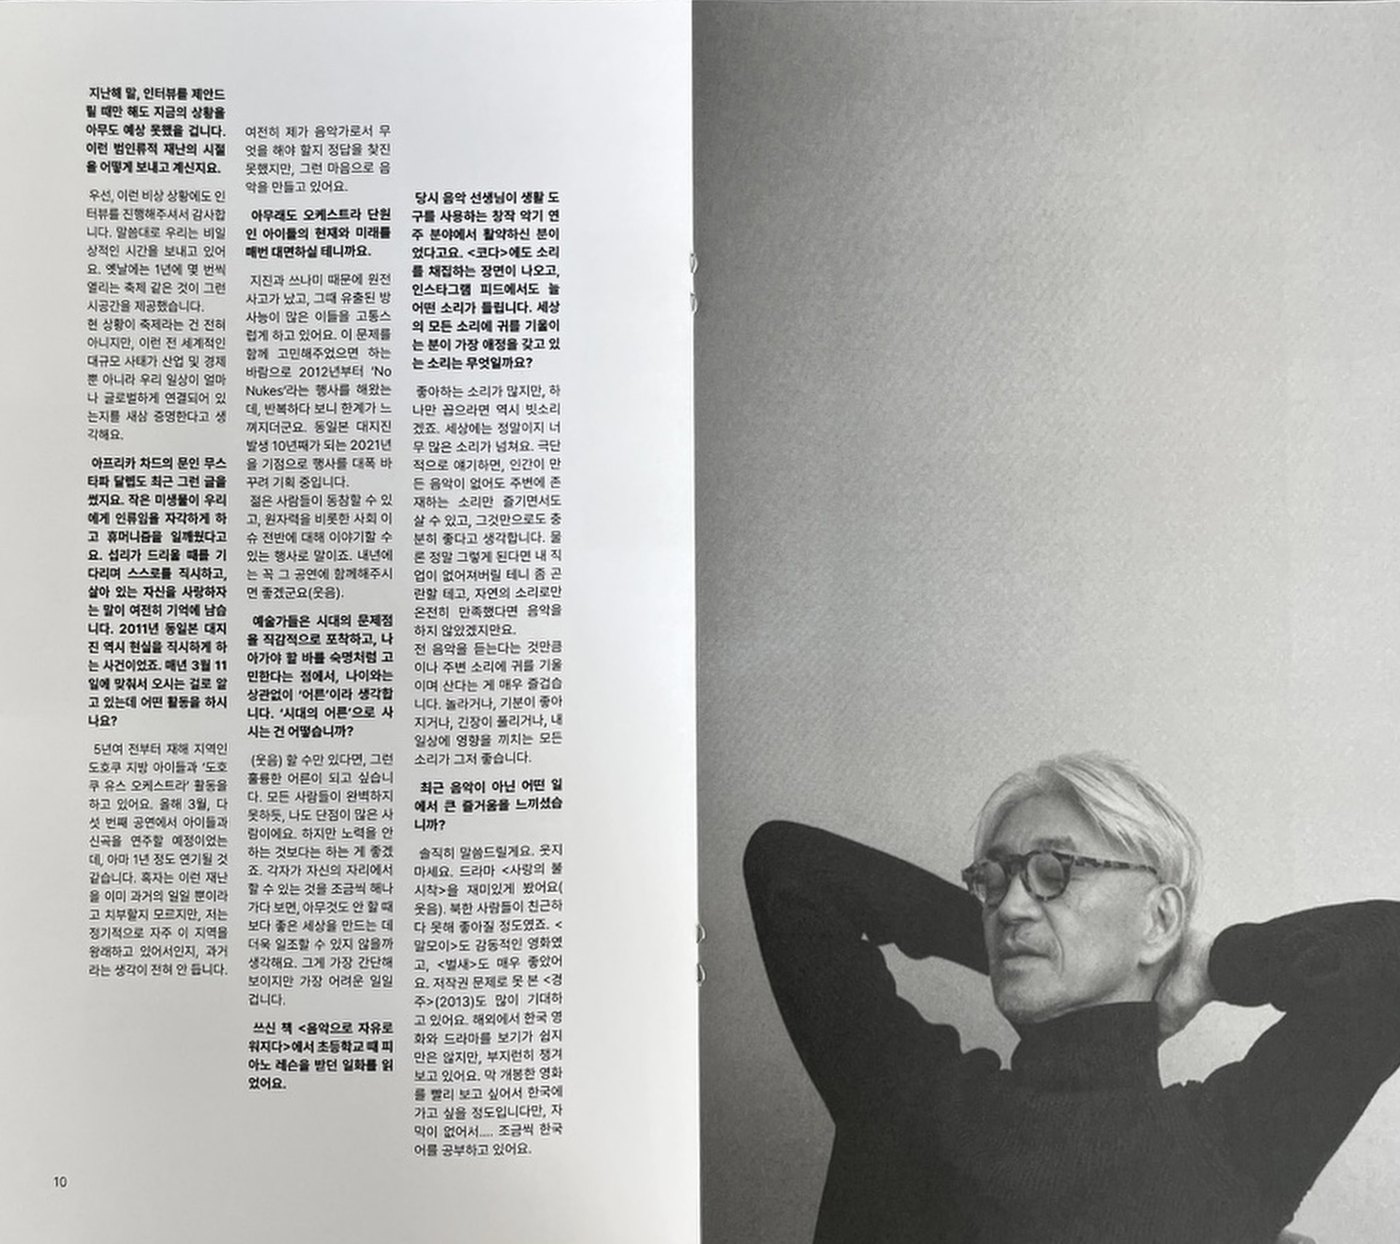 지난해 말, 인터뷰를 제안드
릴 때만 해도 지금의 상황을
아무도 예상 못했을 겁니다.
이런 범인류적 재난의 시절
을 어떻게 보내고 계신지요.
우선, 이런 비상 상황에도 인
터뷰를 진행해주셔서 감사합
니다. 말씀대로 우리는 비일
상적인 시간을 보내고 있어
요. 옛날에는 1년에 몇 번씩
열리는 축제 같은 것이 그런
시공간을 제공했습니다.
현 상황이 축제라는 건 전혀
아니지만, 이런 전 세계적인
대규모 사태가 산업 및 경제
뿐 아니라 우리 일상이 얼마
나 글로벌하게 연결되어 있
는지를 새삼 증명한다고 생
각해요.
아프리카 차드의 문인 무스
타파 달렙도 최근 그런 글을
썼지요. 작은 미생물이 우리
에게 인류임을 자각하게 하
고 휴머니즘을 일깨웠다고
요. 섭리가 드리울 때를 기
다리며 스스로를 직시하고,
살아 있는 자신을 사랑하자
는 말이 여전히 기억에 남습
니다. 2011년 동일본 대지
진 역시 현실을 직시하게 하
는 사건이었죠. 매년 3월 11
일에 맞춰서 오시는 걸로 알
고 있는데 어떤 활동을 하시
나요?
5년여 전부터 재해 지역인
도호쿠 지방 아이들과 ‘도호
쿠 유스 오케스트라’ 활동을
하고 있어요. 올해 3월, 다
섯 번째 공연에서 아이들과
신곡을 연주할 예정이었는
데, 아마 1년 정도 연기될 것
같습니다. 혹자는 이런 재난
을 이미 과거의 일일 뿐이라
고 치부할지 모르지만, 저는
정기적으로 자주 이 지역을
왕래하고 있어서인지, 과거
라는 생각이 전혀 안 듭니다.
여전히 제가 음악가로서 무
엇을 해야 할지 정답을 찾진
못했지만, 그런 마음으로 음
악을 만들고 있어요.
아무래도 오케스트라 단원
인 아이들의 현재와 미래를
매번 대면하실 테니까요.
지진과 쓰나미 때문에 원전
사고가 났고, 그때 유출된 방
사능이 많은 이들을 고통스
럽게 하고 있어요. 이 문제를
함께 고민해주었으면 하는
바람으로 2012년부터 ‘No
Nukes’라는 행사를 해왔는
데, 반복하다 보니 한계가 느
껴지더군요. 동일본 대지진
발생 10년째가 되는 2021년
을 기점으로 행사를 대폭 바
꾸려 기획 중입니다.
젊은 사람들이 동참할 수 있
고, 원자력을 비롯한 사회 이
슈 전반에 대해 이야기할 수
있는 행사로 말이죠. 내년에
는 꼭 그 공연에 함께해주시
면 좋겠군요(웃음).
예술가들은 시대의 문제점
을 직감적으로 포착하고, 나
아가야 할 바를 숙명처럼 고
민한다는 점에서, 나이와는
상관없이 ‘어른’이라 생각합
니다. ‘시대의 어른’으로 사
시는 건 어떻습니까?
(웃음) 할 수만 있다면, 그런
훌륭한 어른이 되고 싶습니
다. 모든 사람들이 완벽하지
못하듯, 나도 단점이 많은 사
람이에요. 하지만 노력을 안
하는 것보다는 하는 게 좋겠
죠. 각자가 자신의 자리에서
할 수 있는 것을 조금씩 해나
가다 보면, 아무것도 안 할 때
보다 좋은 세상을 만드는 데
더욱 일조할 수 있지 않을까
생각해요. 그게 가장 간단해
보이지만 가장 어려운 일일
겁니다.
쓰신 책 <음악으로 자유로
워지다>에서 초등학교 때 피
아노 레슨을 받던 일화를 읽
었어요.
당시 음악 선생님이 생활 도
구를 사용하는 창작 악기 연
주 분야에서 활약하신 분이
었다고요. <코다>에도 소리
를 채집하는 장면이 나오고,
인스타그램 피드에서도 늘
어떤 소리가 들립니다. 세상
의 모든 소리에 귀를 기울이
는 분이 가장 애정을 갖고 있
는 소리는 무엇일까요?
좋아하는 소리가 많지만, 하
나만 꼽으라면 역시 빗소리
겠죠. 세상에는 정말이지 너
무 많은 소리가 넘쳐요. 극단
적으로 얘기하면, 인간이 만
든 음악이 없어도 주변에 존
재하는 소리만 즐기면서도
살 수 있고, 그것만으로도 충
분히 좋다고 생각합니다. 물
론 정말 그렇게 된다면 내 직
업이 없어져버릴 테니 좀 곤
란할 테고, 자연의 소리로만
온전히 만족했다면 음악을
하지 않았겠지만요.
전 음악을 듣는다는 것만큼
이나 주변 소리에 귀를 기울
이며 산다는 게 매우 즐겁습
니다. 놀라거나, 기분이 좋아
지거나, 긴장이 풀리거나, 내
일상에 영향을 끼치는 모든
소리가 그저 좋습니다.
최근 음악이 아닌 어떤 일
에서 큰 즐거움을 느끼셨습
니까?
솔직히 말씀드릴게요. 웃지
마세요. 드라마 <사랑의 불
시착>을 재미있게 봤어요(
웃음). 북한 사람들이 친근하
다 못해 좋아질 정도였죠. <
말모이>도 감동적인 영화였
고, <벌새>도 매우 좋았어
요. 저작권 문제로 못 본 <경
주>(2013)도 많이 기대하
고 있어요. 해외에서 한국 영
화와 드라마를 보기가 쉽지
만은 않지만, 부지런히 챙겨
보고 있어요. 막 개봉한 영화
를 빨리 보고 싶어서 한국에
가고 싶을 정도입니다만, 자
막이 없어서.... 조금씩 한국
어를 공부하고 있어요.
10